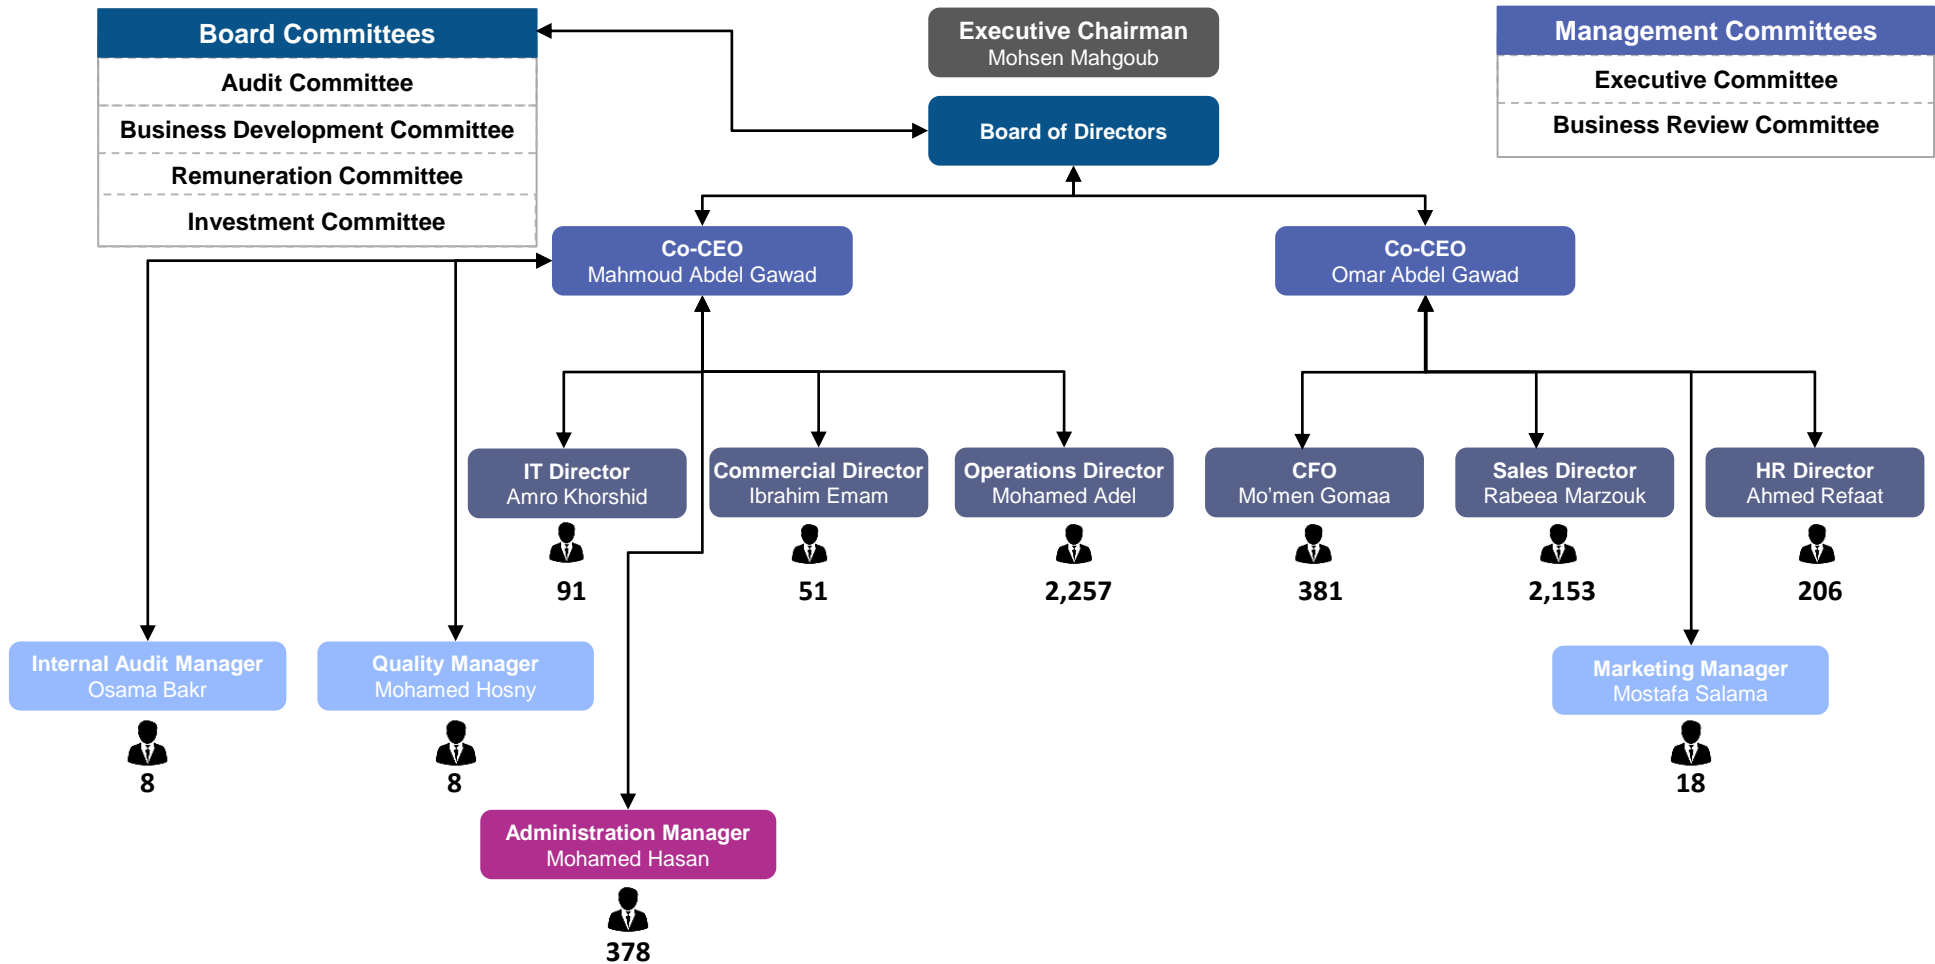 Board Committees
Audit Committee
Business Development Committee
Remuneration Committee
Investment Committee
Executive Chairman
Mohsen Mahgoub
Board of Directors
Management Committees
Executive Committee
Business Review Committee
Co-CEO
Mahmoud Abdel Gawad
Co-CEO
Omar Abdel Gawad
IT Director
Amro Khorshid
91
Commercial Director
Ibrahim Emam
51
Operations Director
Mohamed Adel
2,257
CFO
Mo’men Gomaa
381
Sales Director
Rabeea Marzouk
2,153
HR Director
Ahmed Refaat
206
Internal Audit Manager
Osama Bakr
8
Quality Manager
Mohamed Hosny
8
Marketing Manager
Mostafa Salama
18
Administration Manager
Mohamed Hasan
378